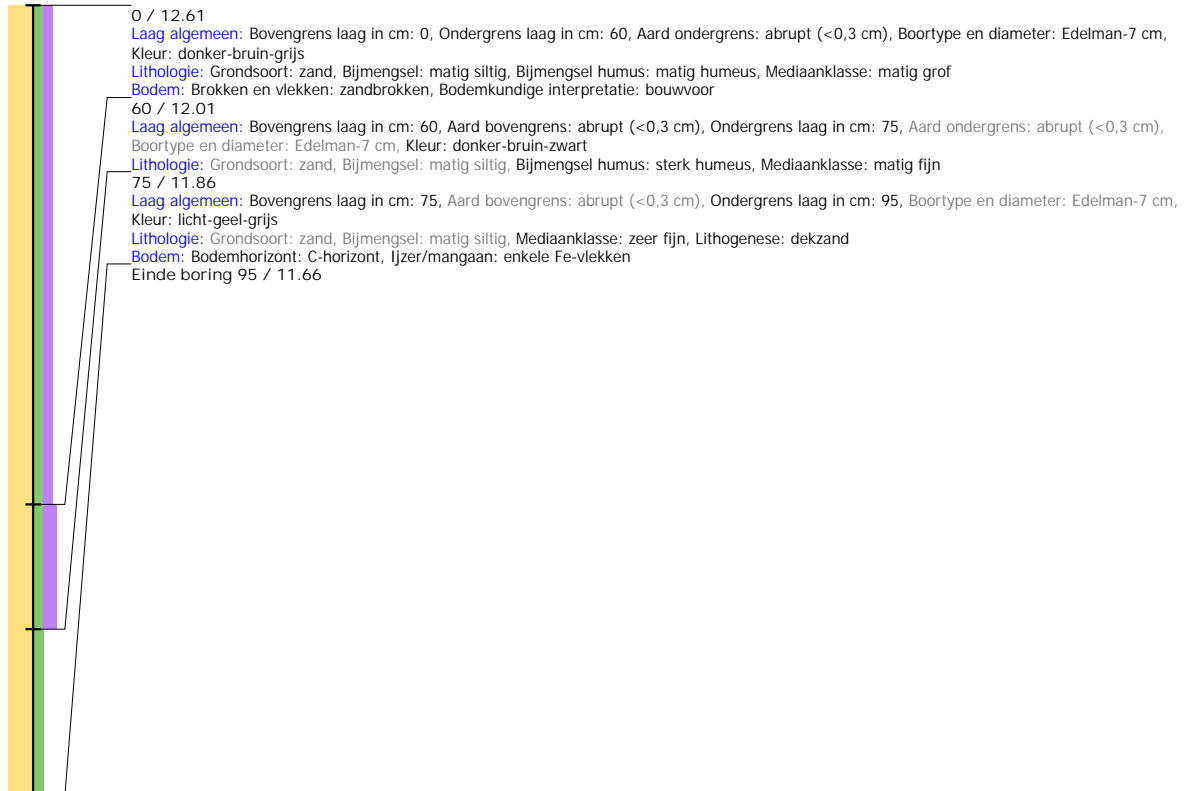 0 / 12.61
Laag algemeen: Bovengrens laag in cm: 0, Ondergrens laag in cm: 60, Aard ondergrens: abrupt (<0,3 cm), Boortype en diameter: Edelman-7 cm,
Kleur: donker-bruin-grijs
Lithologie: Grondsoort: zand, Bijmengsel: matig siltig, Bijmengsel humus: matig humeus, Mediaanklasse: matig grof
Bodem: Brokken en vlekken: zandbrokken, Bodemkundige interpretatie: bouwvoor
60 / 12.01
Laag algemeen: Bovengrens laag in cm: 60, Aard bovengrens: abrupt (<0,3 cm), Ondergrens laag in cm: 75, Aard ondergrens: abrupt (<0,3 cm),
Boortype en diameter: Edelman-7 cm, Kleur: donker-bruin-zwart
Lithologie: Grondsoort: zand, Bijmengsel: matig siltig, Bijmengsel humus: sterk humeus, Mediaanklasse: matig fijn
75 / 11.86
Laag algemeen: Bovengrens laag in cm: 75, Aard bovengrens: abrupt (<0,3 cm), Ondergrens laag in cm: 95, Boortype en diameter: Edelman-7 cm,
Kleur: licht-geel-grijs
Lithologie: Grondsoort: zand, Bijmengsel: matig siltig, Mediaanklasse: zeer fijn, Lithogenese: dekzand
Bodem: Bodemhorizont: C-horizont, Ijzer/mangaan: enkele Fe-vlekken
Einde boring 95 / 11.66